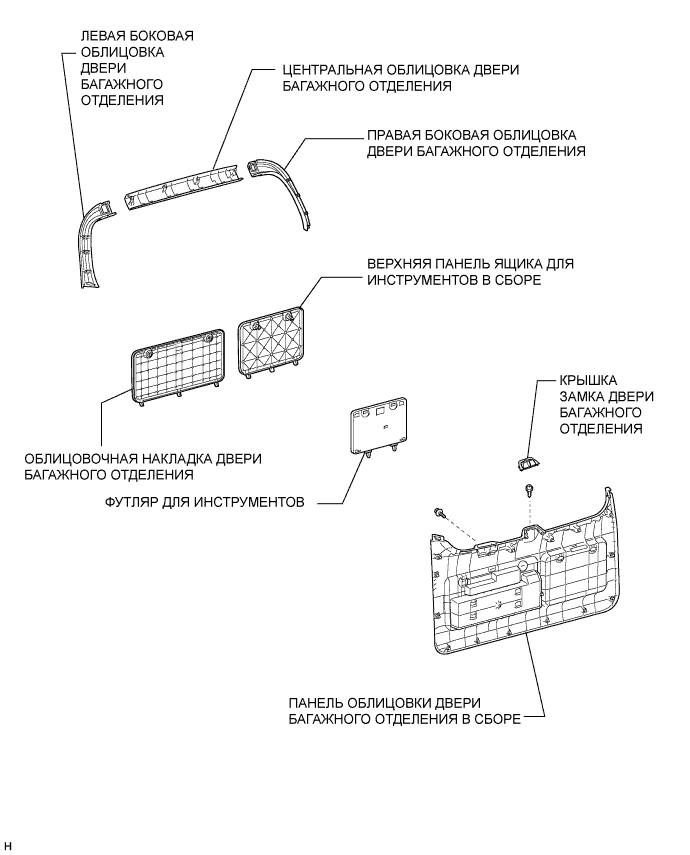 ЛЕВАЯ БОКОВАЯ
ОБЛИЦОВКА
ДВЕРИ
БАГАЖНОГО
ОТДЕЛЕНИЯ
ЦЕНТРАЛЬНАЯ ОБЛИЦОВКА ДВЕРИ
БАГАЖНОГО ОТДЕЛЕНИЯ
ПРАВАЯ БОКОВАЯ ОБЛИЦОВКА
ДВЕРИ БАГАЖНОГО ОТДЕЛЕНИЯ
ВЕРХНЯЯ ПАНЕЛЬ ЯЩИКА ДЛЯ
ИНСТРУМЕНТОВ В СБОРЕ
КРЫШКА
ЗАМКА ДВЕРИ
БАГАЖНОГО
ОТДЕЛЕНИЯ
ОБЛИЦОВОЧНАЯ НАКЛАДКА ДВЕРИ
БАГАЖНОГО ОТДЕЛЕНИЯ
ФУТЛЯР ДЛЯ ИНСТРУМЕНТОВ
ПАНЕЛЬ ОБЛИЦОВКИ ДВЕРИ
БАГАЖНОГО ОТДЕЛЕНИЯ В СБОРЕ
H